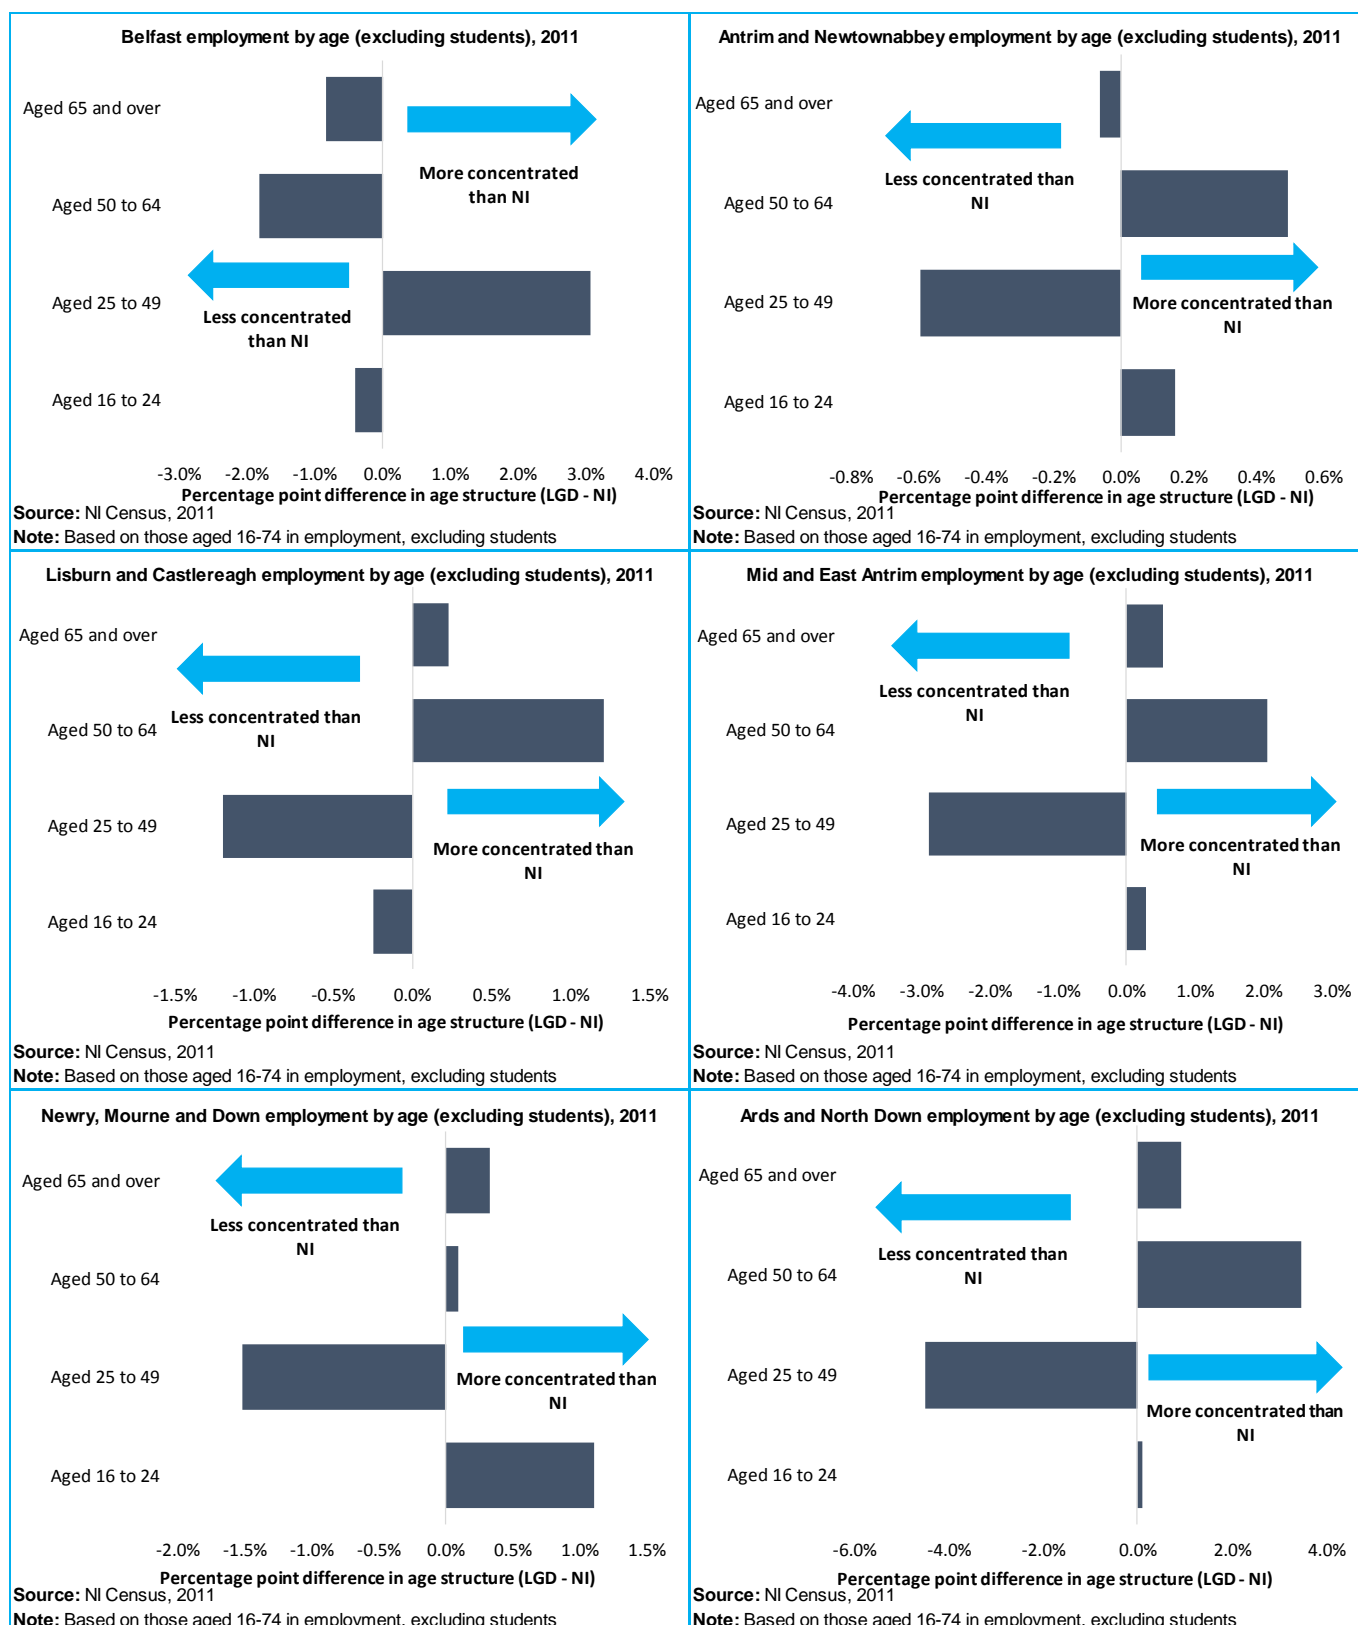 Belfast employment by age (excluding students), 2011
Aged 65 and over
More concentrated
than NI
Aged 50 to 64
Less concentrated
than NI
Aged 25 to 49
Aged 16 to 24
-3.0% -2.0% -1.0% 0.0% 1.0% 2.0% 3.0% 4.0%
Percentage point difference in age structure (LGD - NI)
Source: NI Census, 2011
Note: Based on those aged 16-74 in employment, excluding students
Antrim and Newtownabbey employment by age (excluding students), 2011
Aged 65 and over
Less concentrated than
NI
Aged 50 to 64
More concentrated than
NI
Aged 25 to 49
Aged 16 to 24
-0.8% -0.6% -0.4% -0.2% 0.0% 0.2% 0.4% 0.6%
Percentage point difference in age structure (LGD - NI)
Source: NI Census, 2011
Note: Based on those aged 16-74 in employment, excluding students
Lisburn and Castlereagh employment by age (excluding students), 2011
Aged 65 and over
Less concentrated than
NI
Aged 50 to 64
Aged 25 to 49
More concentrated than
NI
Aged 16 to 24
-1.5% -1.0% -0.5% 0.0% 0.5% 1.0% 1.5%
Percentage point difference in age structure (LGD - NI)
Source: NI Census, 2011
Note: Based on those aged 16-74 in employment, excluding students
Mid and East Antrim employment by age (excluding students), 2011
Aged 65 and over
Less concentrated than
NI
Aged 50 to 64
Aged 25 to 49
More concentrated than
NI
Aged 16 to 24
-4.0% -3.0% -2.0% -1.0% 0.0% 1.0% 2.0% 3.0%
Percentage point difference in age structure (LGD - NI)
Source: NI Census, 2011
Note: Based on those aged 16-74 in employment, excluding students
Newry, Mourne and Down employment by age (excluding students), 2011
Aged 65 and over
Less concentrated than
NI
Aged 50 to 64
Aged 25 to 49
More concentrated than
NI
Aged 16 to 24
-2.0% -1.5% -1.0% -0.5% 0.0% 0.5% 1.0% 1.5%
Percentage point difference in age structure (LGD - NI)
Source: NI Census, 2011
Note: Based on those aged 16-74 in employment, excluding students
Ards and North Down employment by age (excluding students), 2011
Aged 65 and over
Less concentrated than
NI
Aged 50 to 64
Aged 25 to 49
More concentrated than
NI
Aged 16 to 24
-6.0% -4.0% -2.0% 0.0% 2.0% 4.0%
Percentage point difference in age structure (LGD - NI)
Source: NI Census, 2011
Note: Based on those aged 16-74 in employment, excluding students